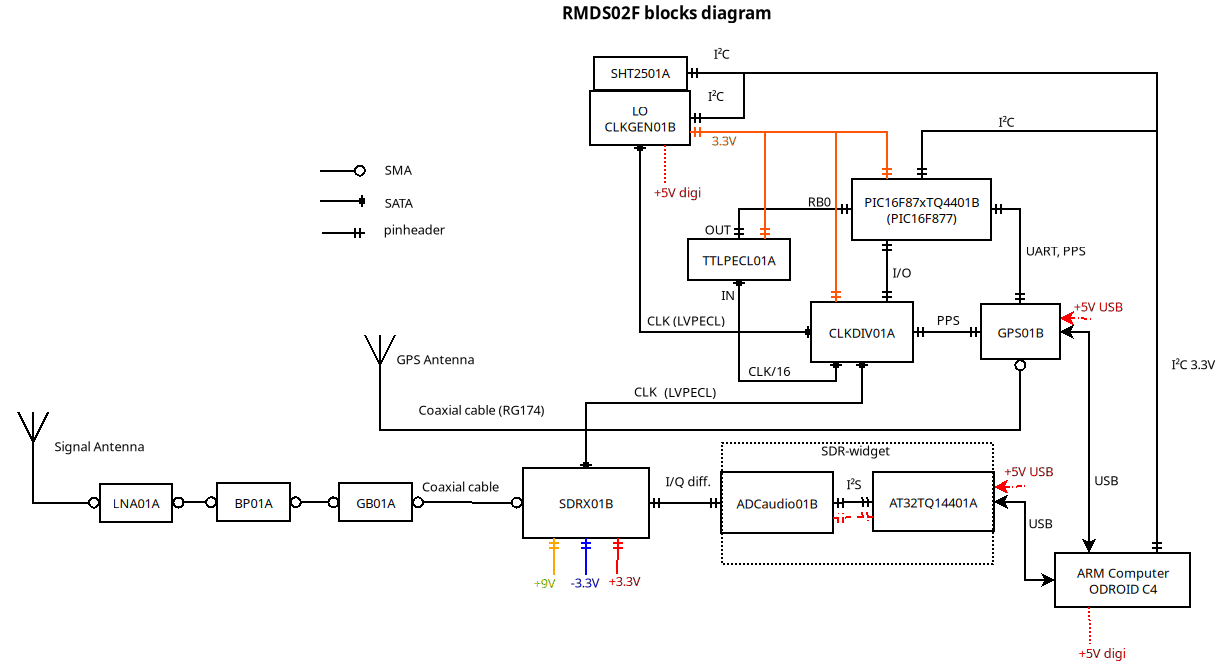 RMDS02F blocks diagram
I²C
SHT2501A
I²C
LO
CLKGEN01B
I²C
3.3V
SMA
+5V digi
SATA
RB0
PIC16F87xTQ4401B
(PIC16F877)
pinheader
OUT
TTLPECL01A
UART, PPS
I/O
IN
+5V USB
CLK (LVPECL)
CLKDIV01A
PPS
GPS01B
GPS Antenna
CLK/16
I²C 3.3V
CLK (LVPECL)
Coaxial cable (RG174)
Signal Antenna
SDR-widget
+5V USB
Coaxial cable
I/Q diff.
I²S
USB
LNA01A
BP01A
GB01A
SDRX01B
ADCaudio01B
AT32TQ14401A
USB
+9V
-3.3V
+3.3V
ARM Computer
ODROID C4
+5V digi